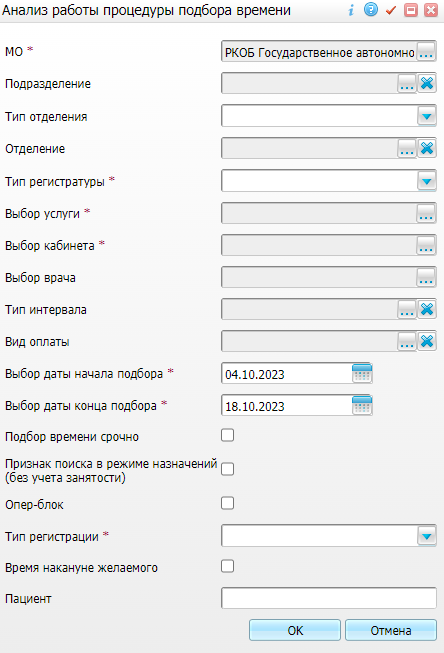 Анализ работы процедуры подбора времени
МО * РКОБ Государственное автономно ...
Подразделение ...
Тип отделения
Отделение ...
Тип регистратуры *
Выбор услуги * ...
Выбор кабинета * ...
Выбор врача ...
Тип интервала ...
Вид оплаты ...
Выбор даты начала подбора * 04.10.2023
Выбор даты конца подбора * 18.10.2023
Подбор времени срочно
Признак поиска в режиме назначений
(без учета занятости)
Опер-блок
Тип регистрации *
Время накануне желаемого
Пациент
OK Отмена